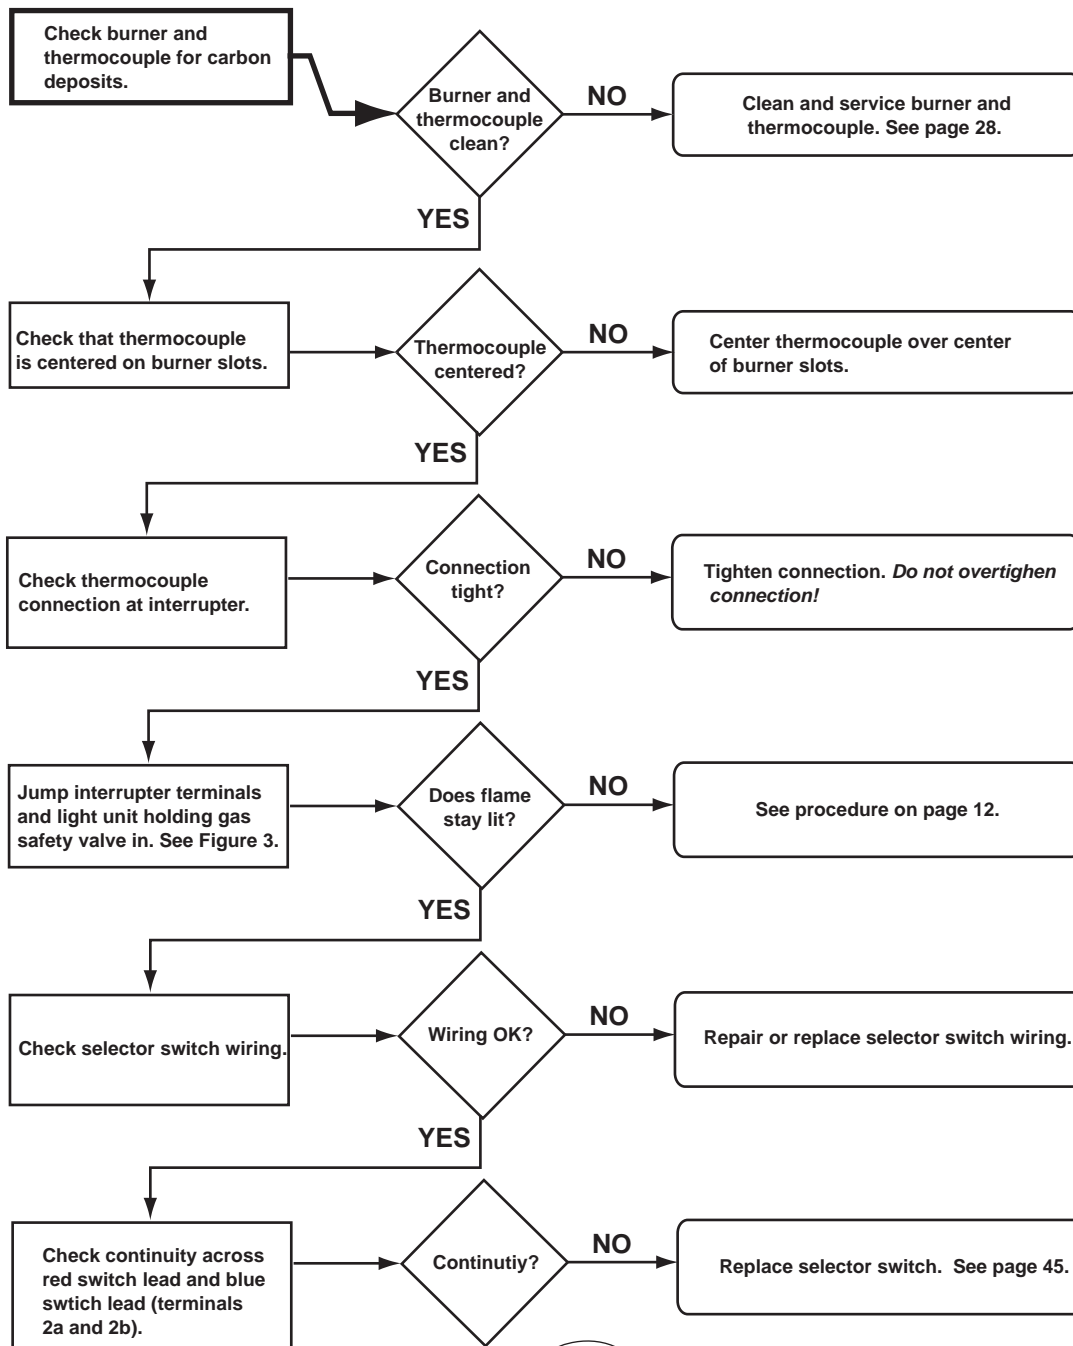 Check burner and
thermocouple for carbon
deposits.
Burner and
thermocouple
clean?
NO
Clean and service burner and
thermocouple. See page 28.
YES
Check that thermocouple
is centered on burner slots.
Thermocouple
centered?
NO
Center thermocouple over center
of burner slots.
YES
Check thermocouple
connection at interrupter.
Connection
tight?
NO
Tighten connection. Do not overtighen
connection!
YES
Jump interrupter terminals
and light unit holding gas
safety valve in. See Figure 3.
Does flame
stay lit?
NO
See procedure on page 12.
YES
Check selector switch wiring.
Wiring OK?
NO
Repair or replace selector switch wiring.
YES
Check continuity across
red switch lead and blue
swtich lead (terminals
2a and 2b).
Continutiy?
NO
Replace selector switch. See page 45.